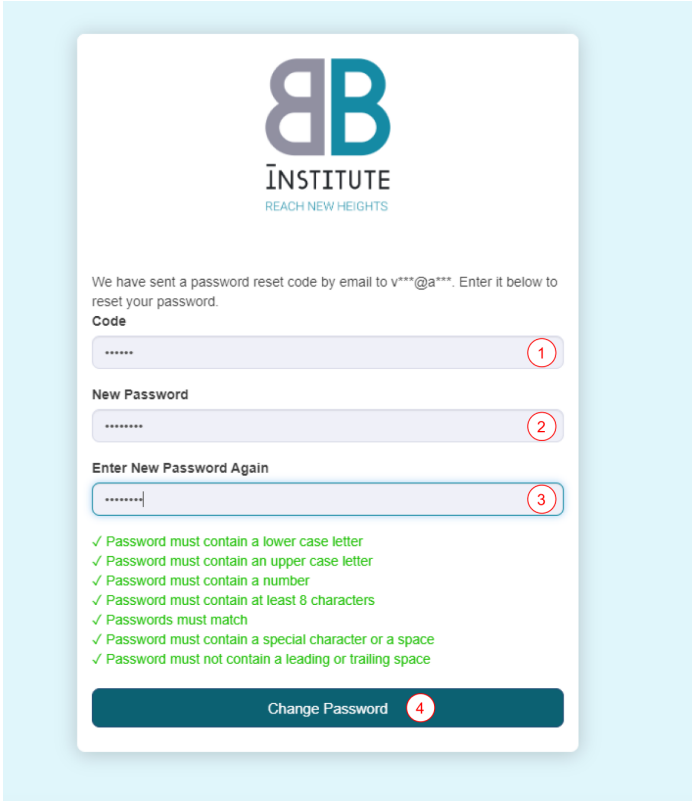 BB
ĪNSTITUTE
REACH NEW HEIGHTS
We have sent a password reset code by email to v***@a***. Enter it below to
reset your password.
Code
•••••• 1
New Password
•••••••• 2
Enter New Password Again
•••••••• 3
✓ Password must contain a lower case letter
✓ Password must contain an upper case letter
✓ Password must contain a number
✓ Password must contain at least 8 characters
✓ Passwords must match
✓ Password must contain a special character or a space
✓ Password must not contain a leading or trailing space
Change Password 4